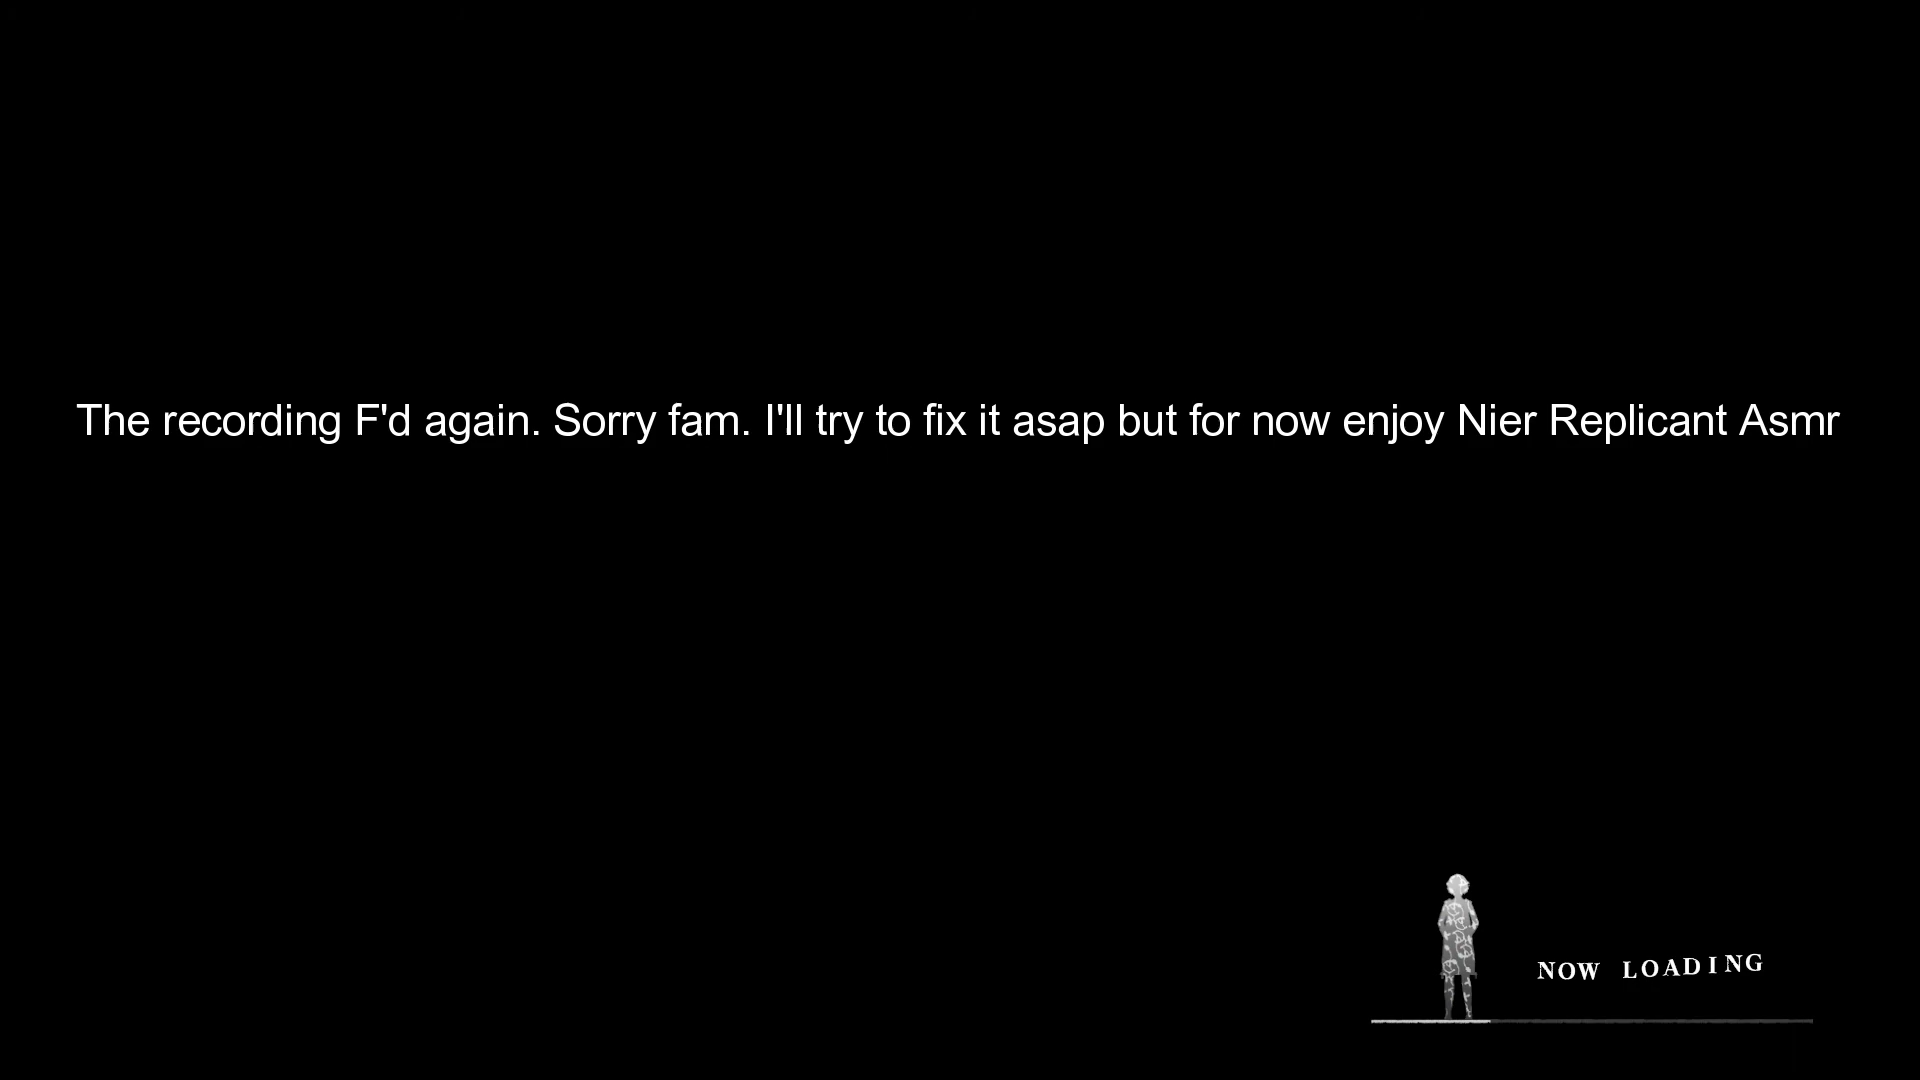 The recording F'd again. Sorry fam. I'll try to fix it asap but for now enjoy Nier Replicant Asmr
NOW LOADING